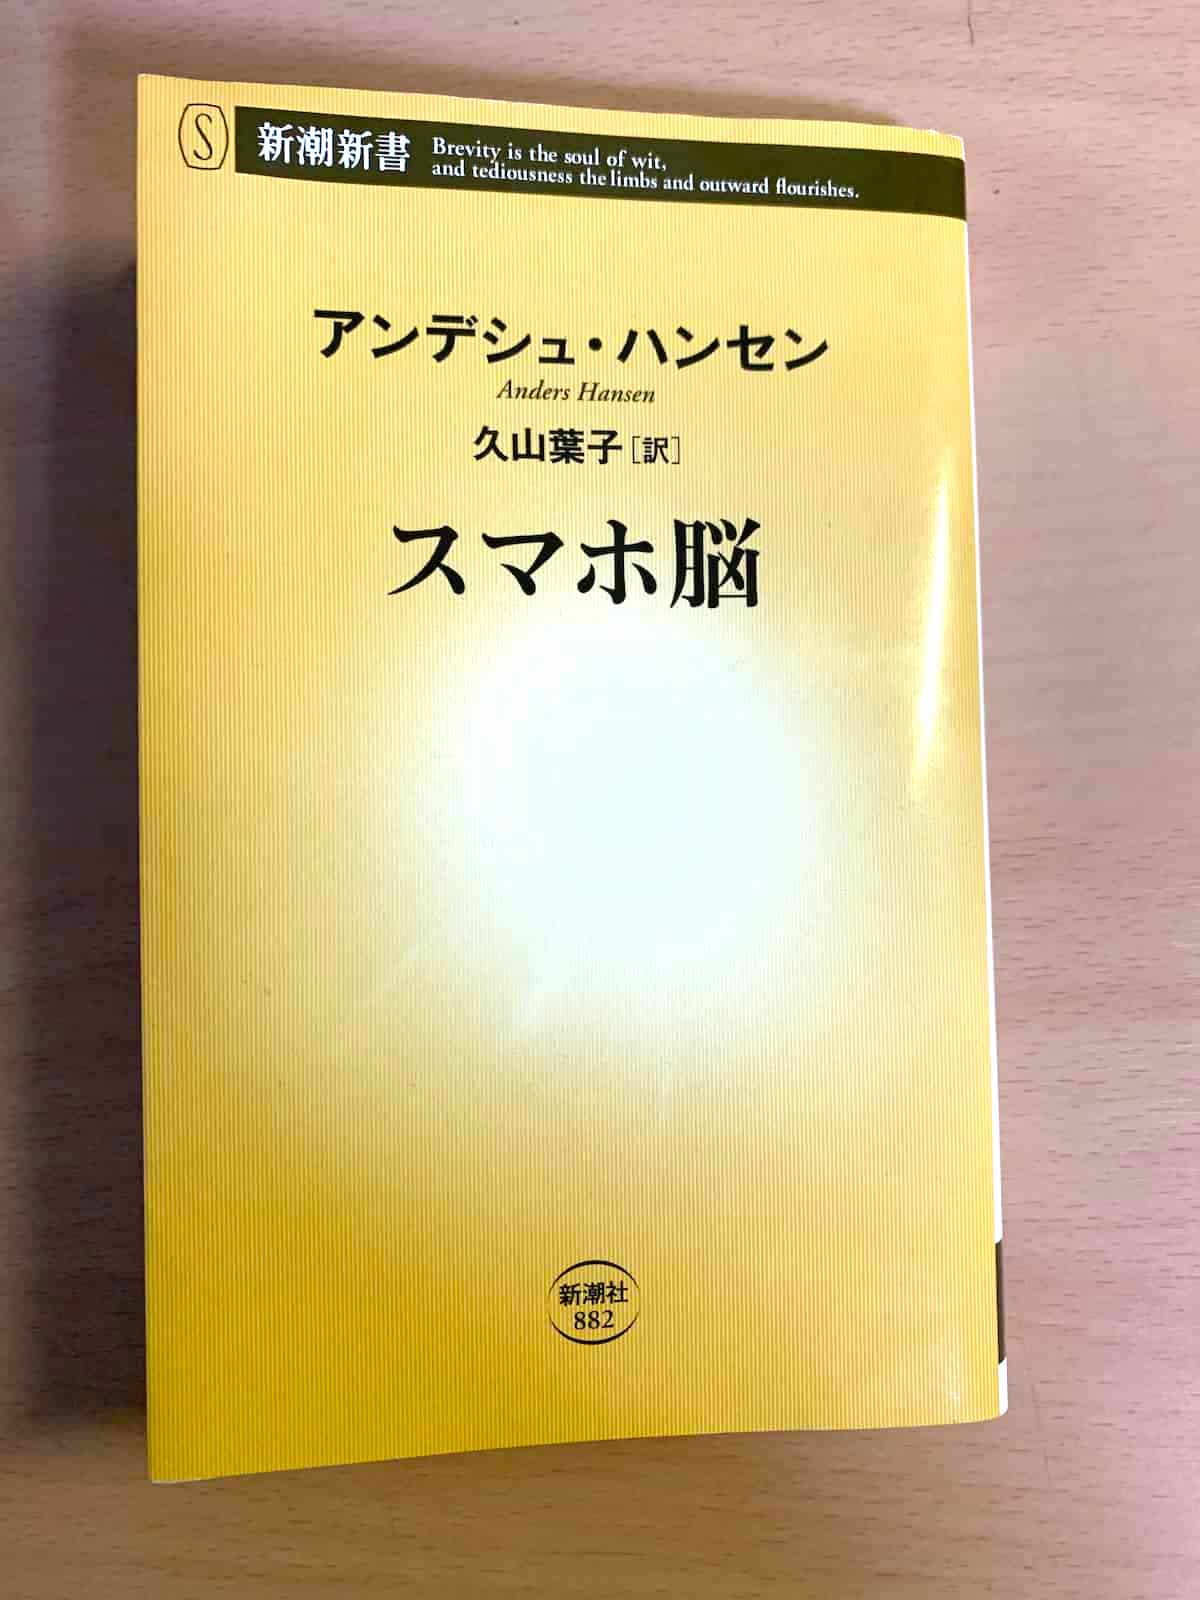 S
新潮新書
Brevity is the soul of wit,
and tediousness the limbs and outward flourishes.
アンデシュ・ハンセン
Anders Hansen
久山葉子[訳]
スマホ脳
新潮社
882